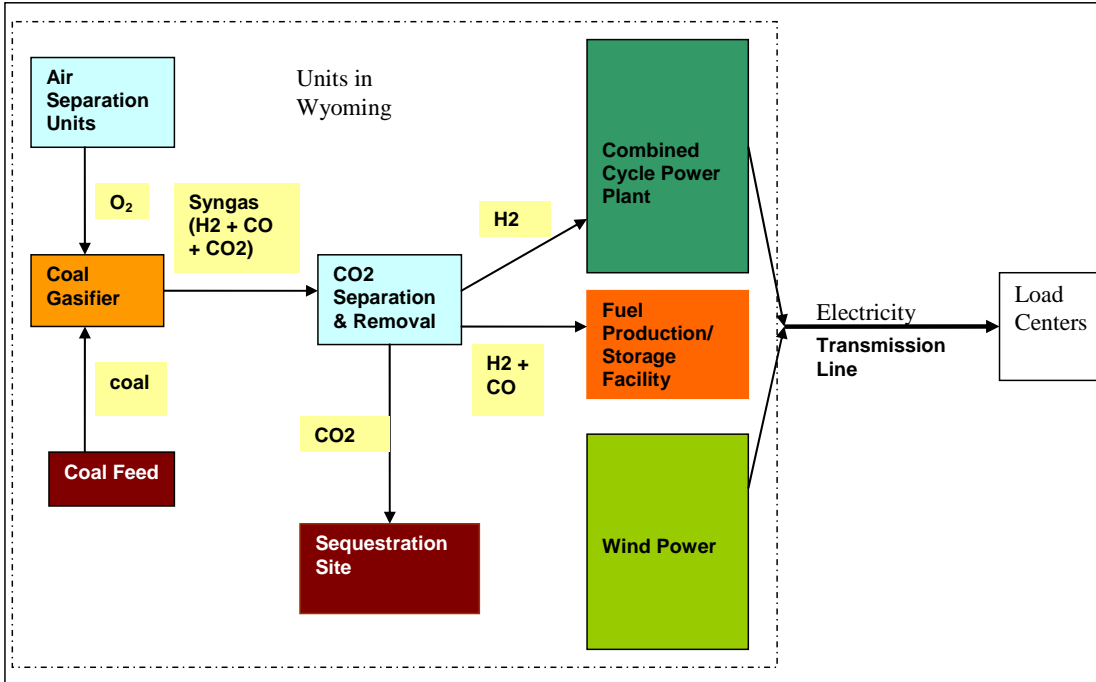 Air
Separation
Units
Units in
Wyoming
O₂
Syngas
(H2 + CO
+ CO2)
H2
Combined
Cycle Power
Plant
Coal
Gasifier
CO2
Separation
& Removal
Fuel
Production/
Storage
Facility
Electricity
Transmission
Line
Load
Centers
coal
H2 +
CO
CO2
Coal Feed
Sequestration
Site
Wind Power